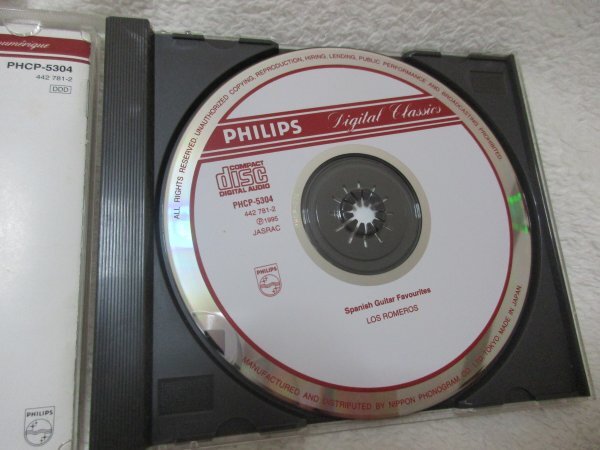 numérique
PHCP-5304
442 781-2
DDD
PHILIPS
ALL RIGHTS RESERVED UNAUTHORIZED COPYING, REPRODUCTION, HIRING, LENDING, PUBLIC PERFORMANCE AND BROADCASTING PROHIBITED.
PHILIPS Digital Classics
COMPACT
disc
DIGITAL AUDIO
PHCP-5304
442 781-2
℗1995
JASRAC
PHILIPS
Spanish Guitar Favourites
LOS ROMEROS
MANUFACTURED AND DISTRIBUTED BY NIPPON PHONOGRAM CO., LTD. TOKYO MADE IN JAPAN.